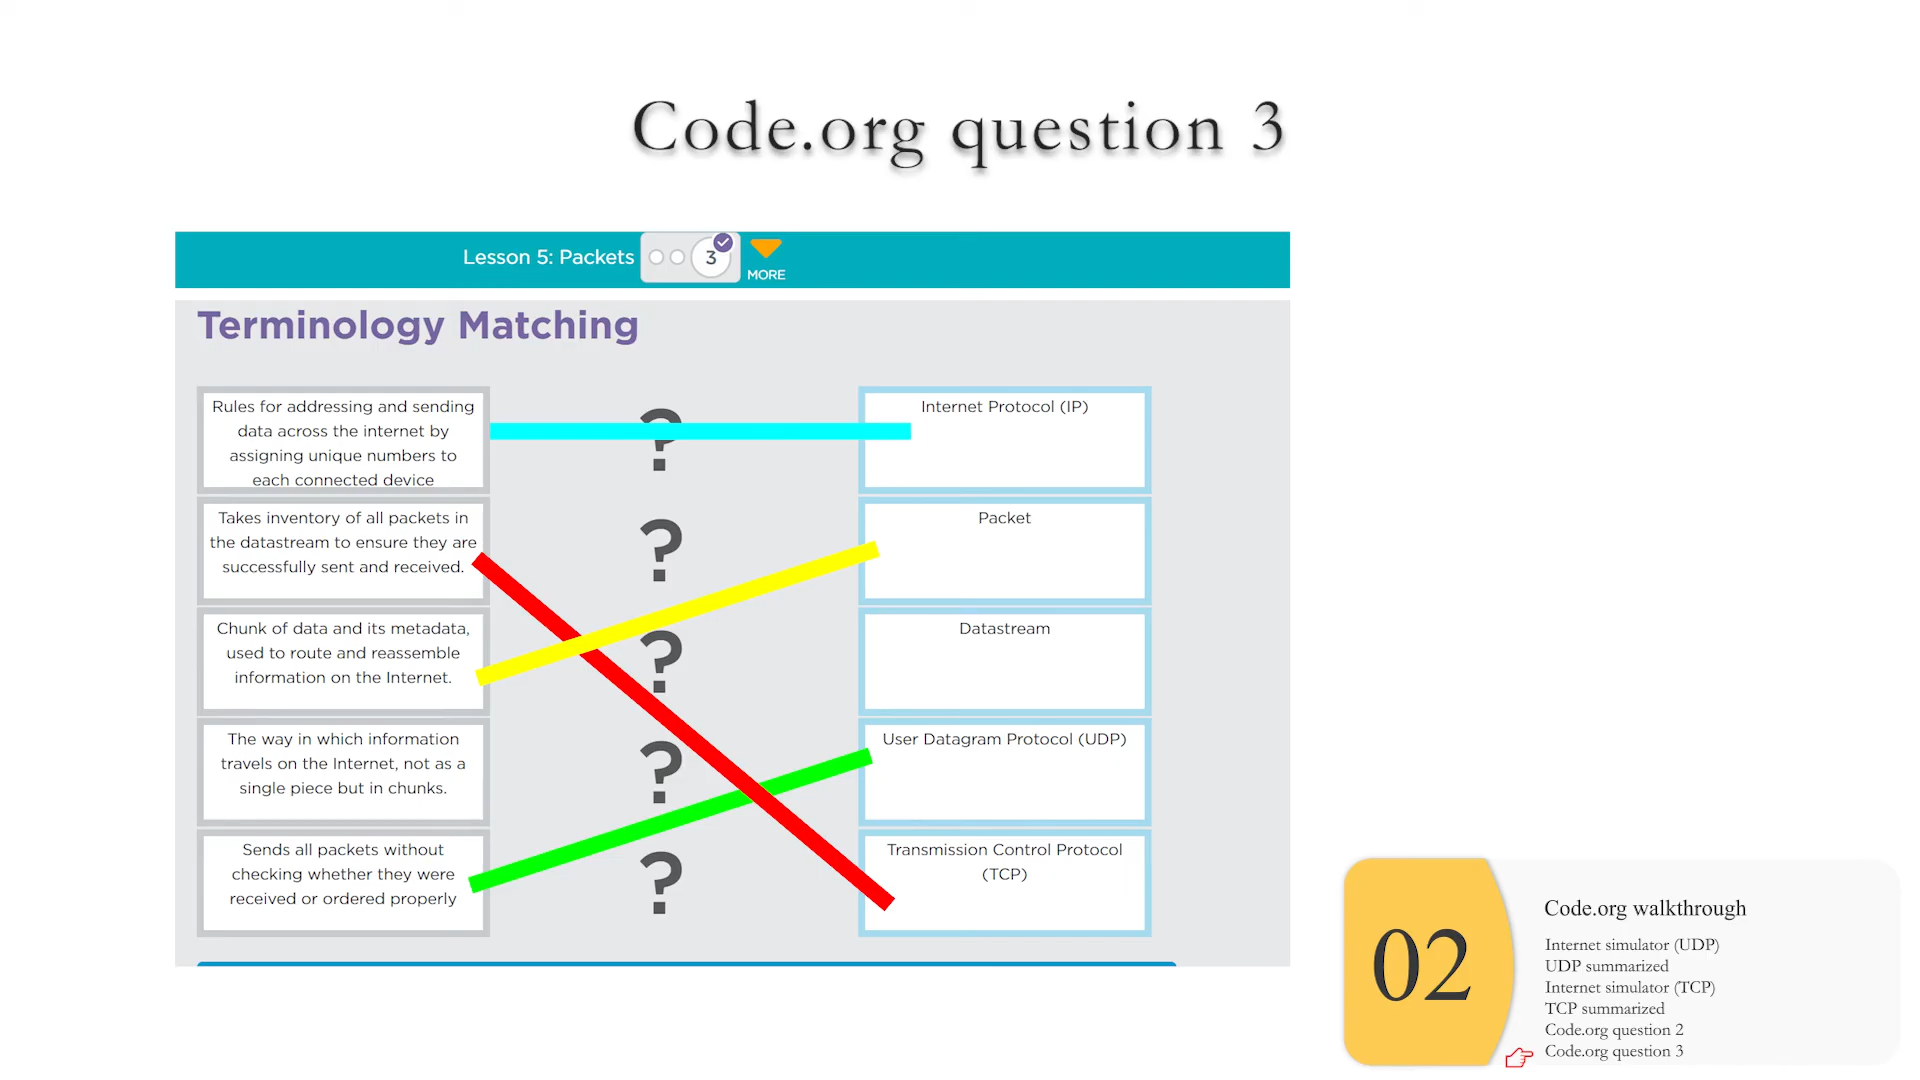 Code.org question 3
Lesson 5: Packets
3
MORE
Terminology Matching
Rules for addressing and sending
data across the internet by
assigning unique numbers to
each connected device
?
Internet Protocol (IP)
Takes inventory of all packets in
the datastream to ensure they are
successfully sent and received.
?
Packet
Chunk of data and its metadata,
used to route and reassemble
information on the Internet.
?
Datastream
The way in which information
travels on the Internet, not as a
single piece but in chunks.
?
User Datagram Protocol (UDP)
Sends all packets without
checking whether they were
received or ordered properly
?
Transmission Control Protocol
(TCP)
02
Code.org walkthrough
Internet simulator (UDP)
UDP summarized
Internet simulator (TCP)
TCP summarized
Code.org question 2
Code.org question 3